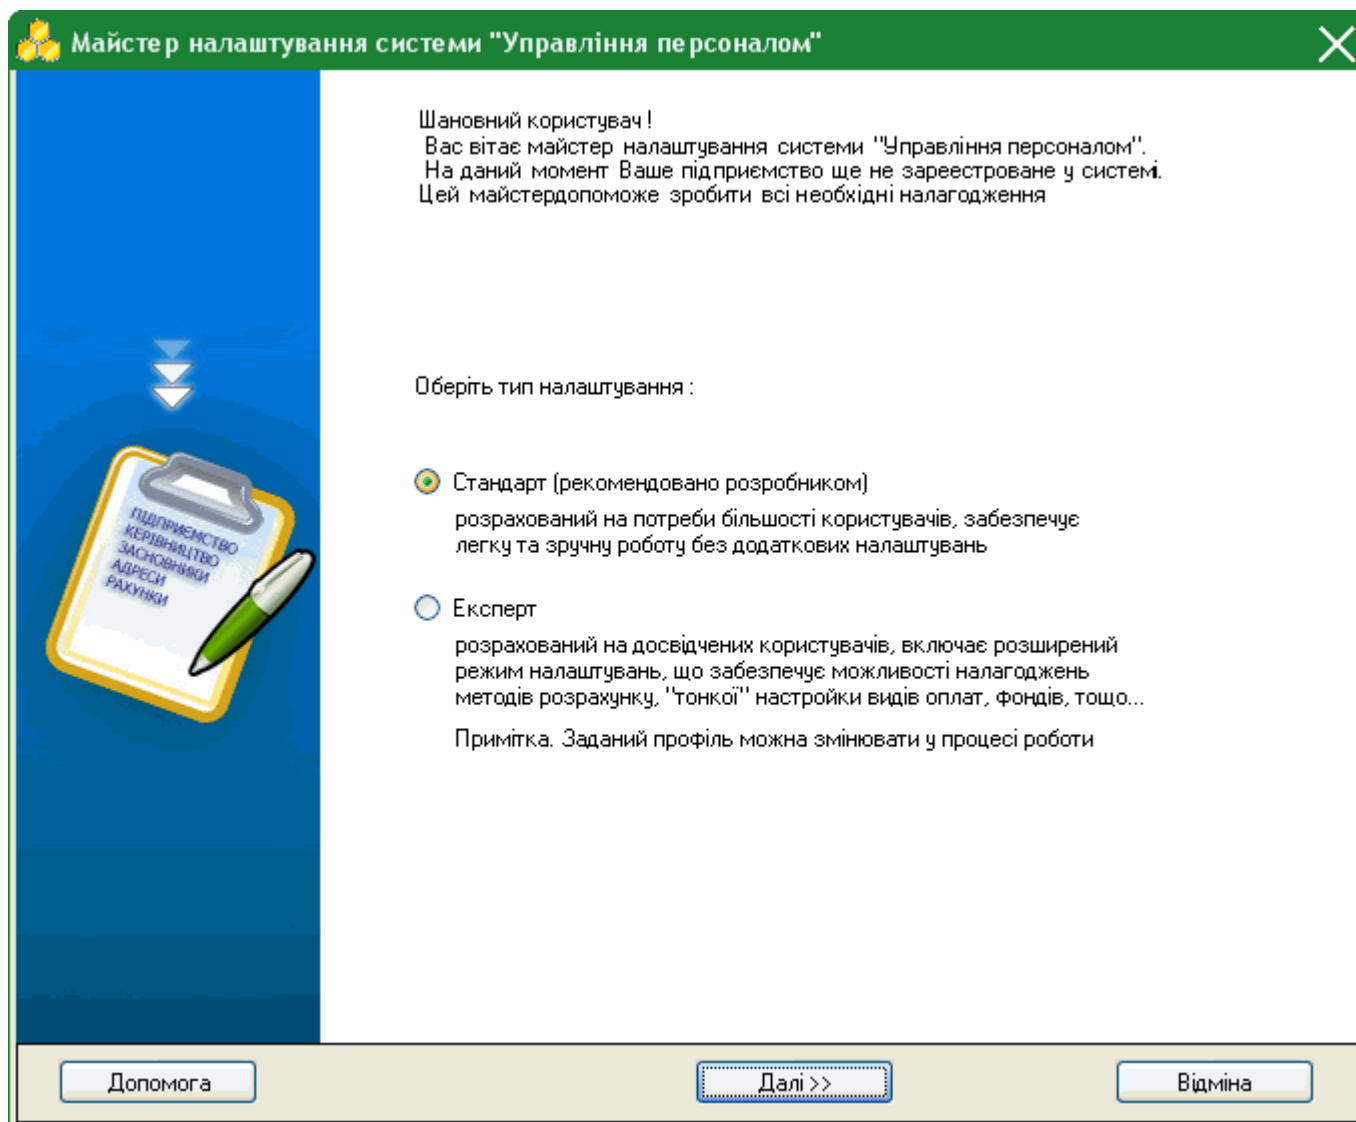 Майстер налаштування системи "Управління персоналом"
Шановний користувач !
Вас вітає майстер налаштування системи "Управління персоналом".
На даний момент Ваше підприємство ще не зареестроване у системі.
Цей майстердопоможе зробити всі необхідні налагодження
Оберіть тип налаштування :
Стандарт (рекомендовано розробником)
розрахований на потреби більшості користувачів, забезпечує
легку та зручну роботу без додаткових налаштувань
ПІДПРИЄМСТВО
КЕРІВНИЦТВО
ЗАСНОВНИКИ
АДРЕСИ
РАХУНКИ
Експерт
розрахований на досвідчених користувачів, включає розширений
режим налаштувань, що забезпечує можливості налагоджень
методів розрахунку, "тонкої" настройки видів оплат, фондів, тощо...
Примітка. Заданий профіль можна змінювати у процесі роботи
Допомога
Далі >>
Відміна